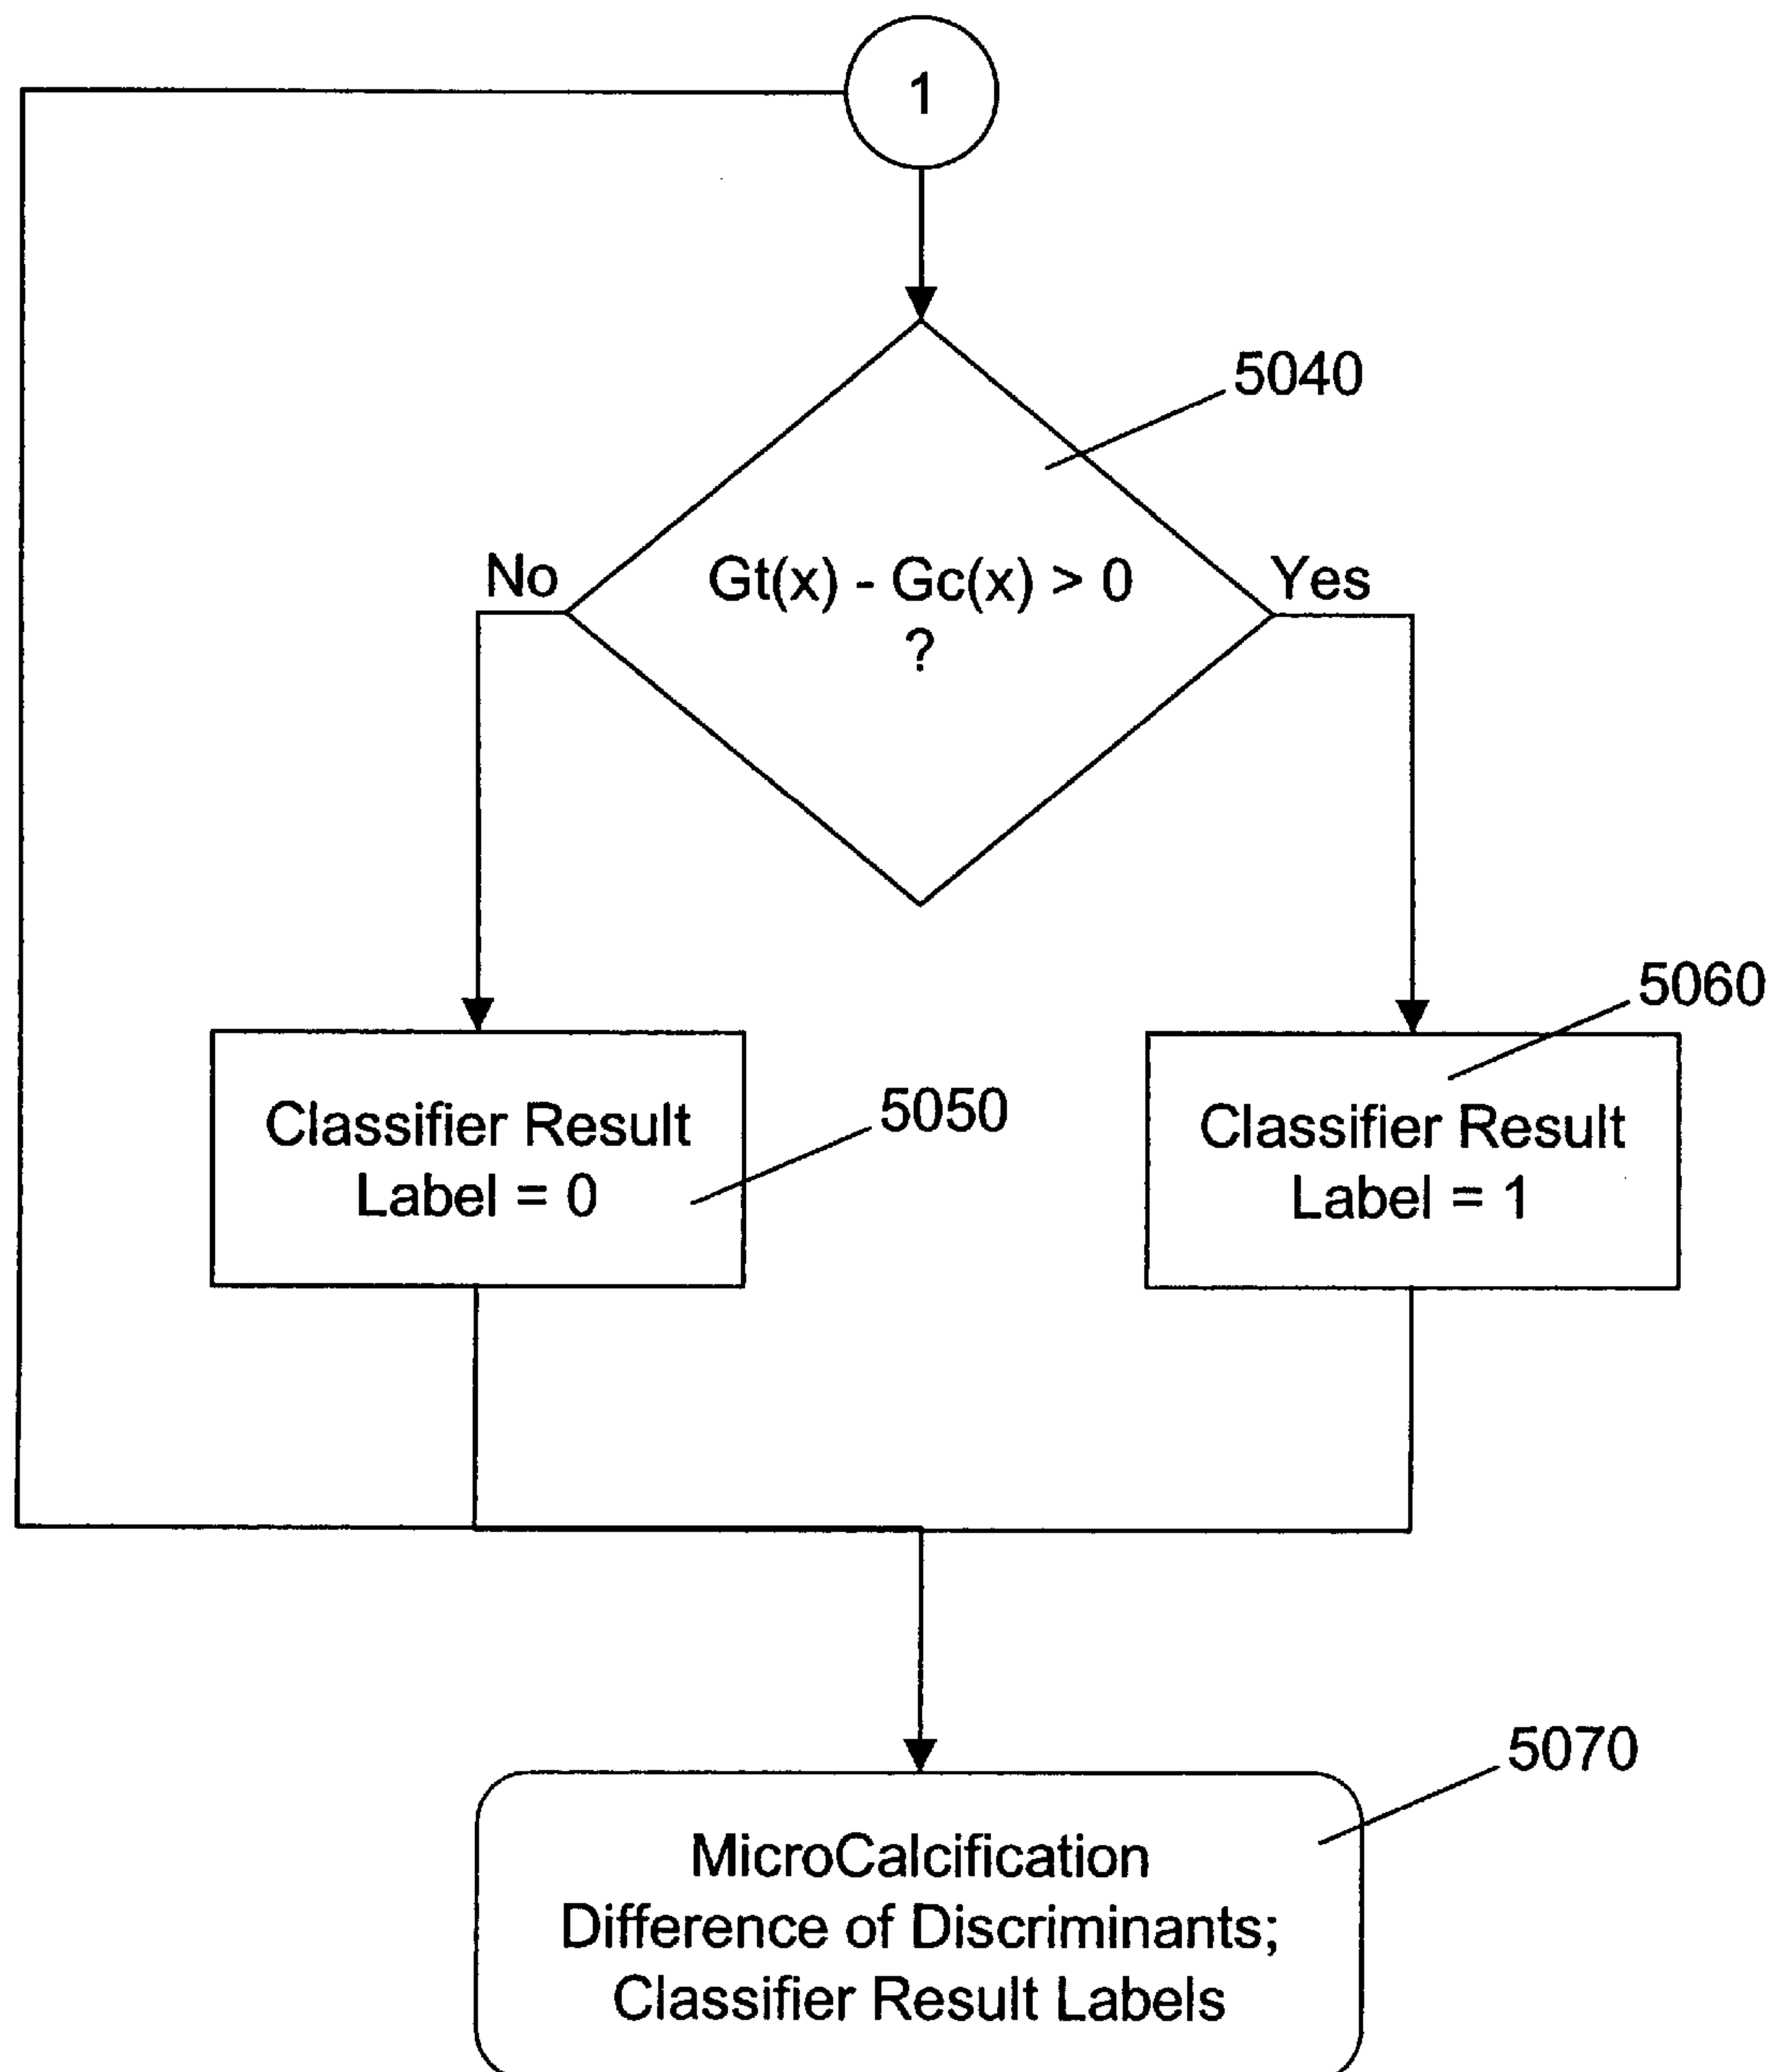 1
5040
No
Gt(x) - Gc(x) > 0
Yes
?
5060
Classifier Result
Label = 0
5050
Classifier Result
Label = 1
5070
MicroCalcification
Difference of Discriminants;
Classifier Result Labels